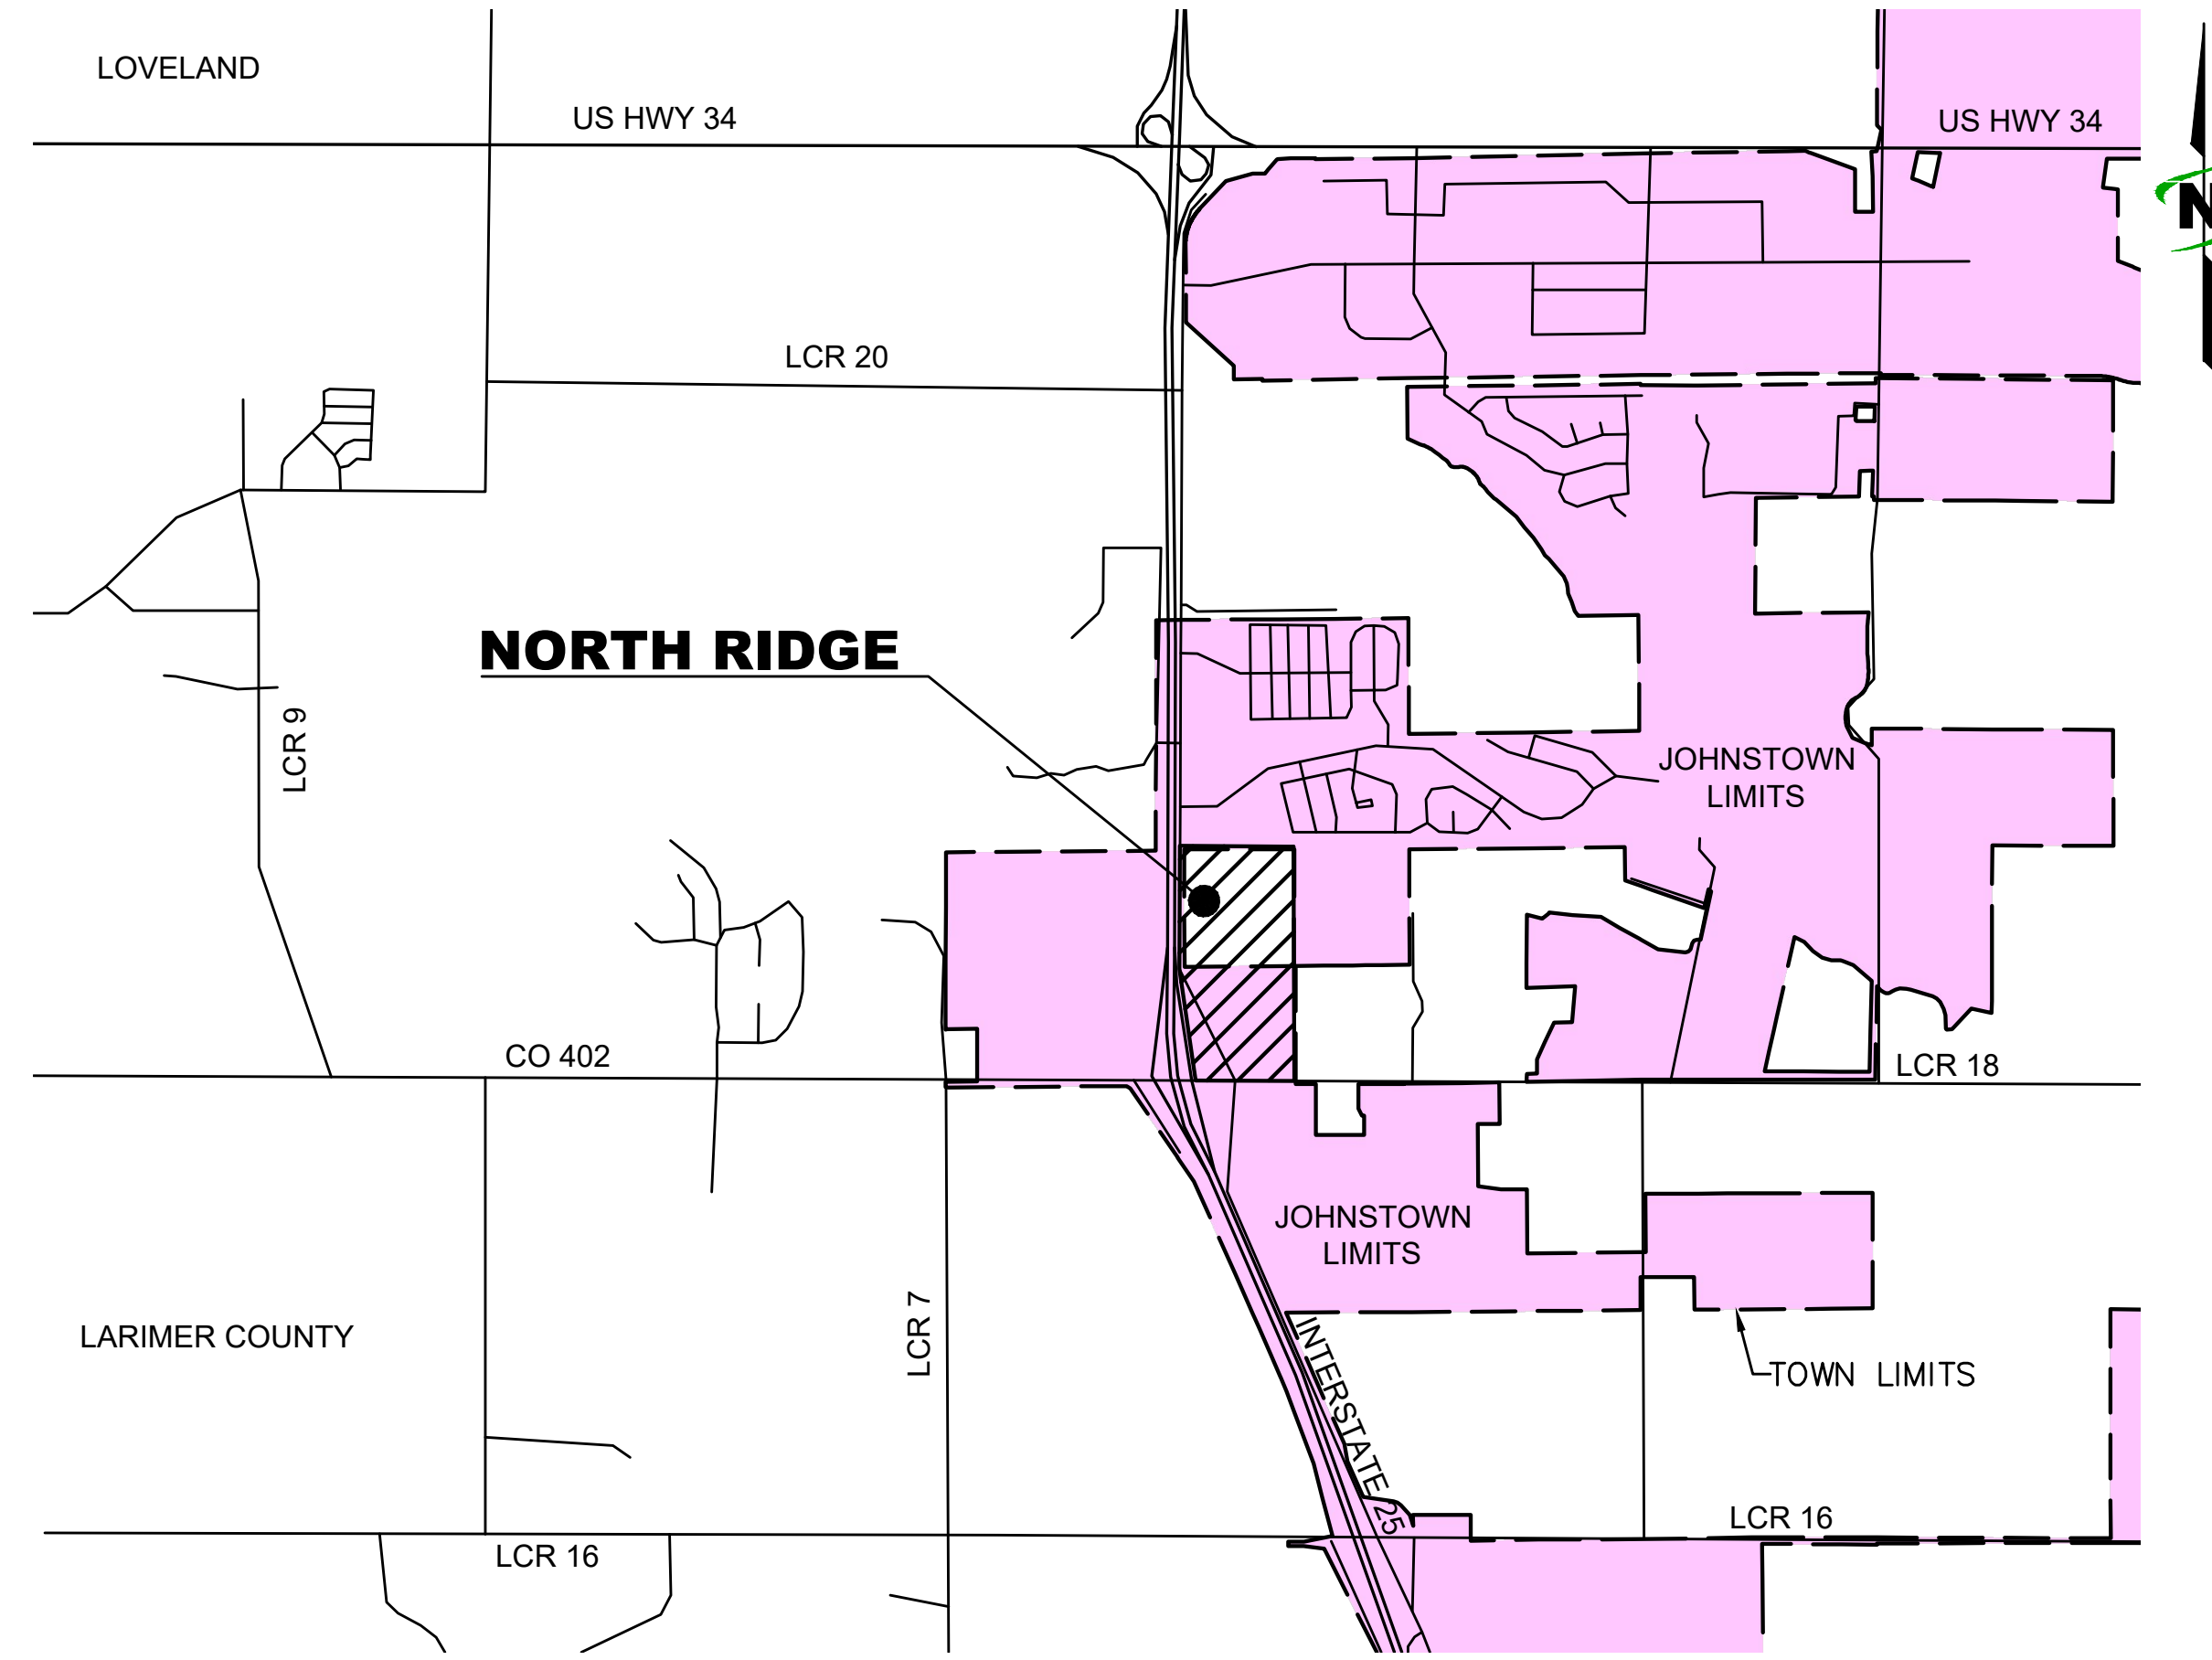 LOVELAND
US HWY 34
US HWY 34
LCR 20
NORTH RIDGE
LCR 9
JOHNSTOWN
LIMITS
CO 402
LCR 18
JOHNSTOWN
LIMITS
LCR 7
LARIMER COUNTY
INTERSTATE 25
TOWN LIMITS
LCR 16
LCR 16
N